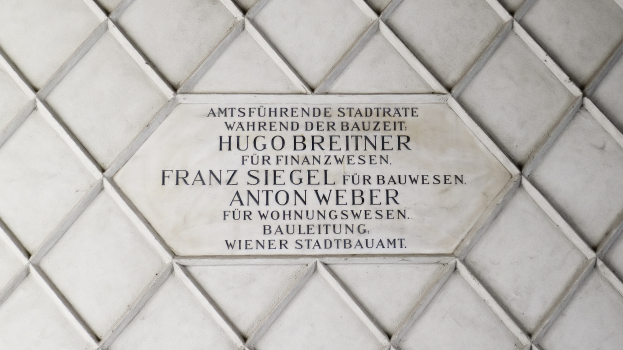 AMTSFÜHRENDE STADTRÄTE
WÄHREND DER BAUZEIT:
HUGO BREITNER
FÜR FINANZWESEN.
FRANZ SIEGEL FÜR BAUWESEN.
ANTON WEBER
FÜR WOHNUNGSWESEN.
BAULEITUNG:
WIENER STADTBAUAMT.